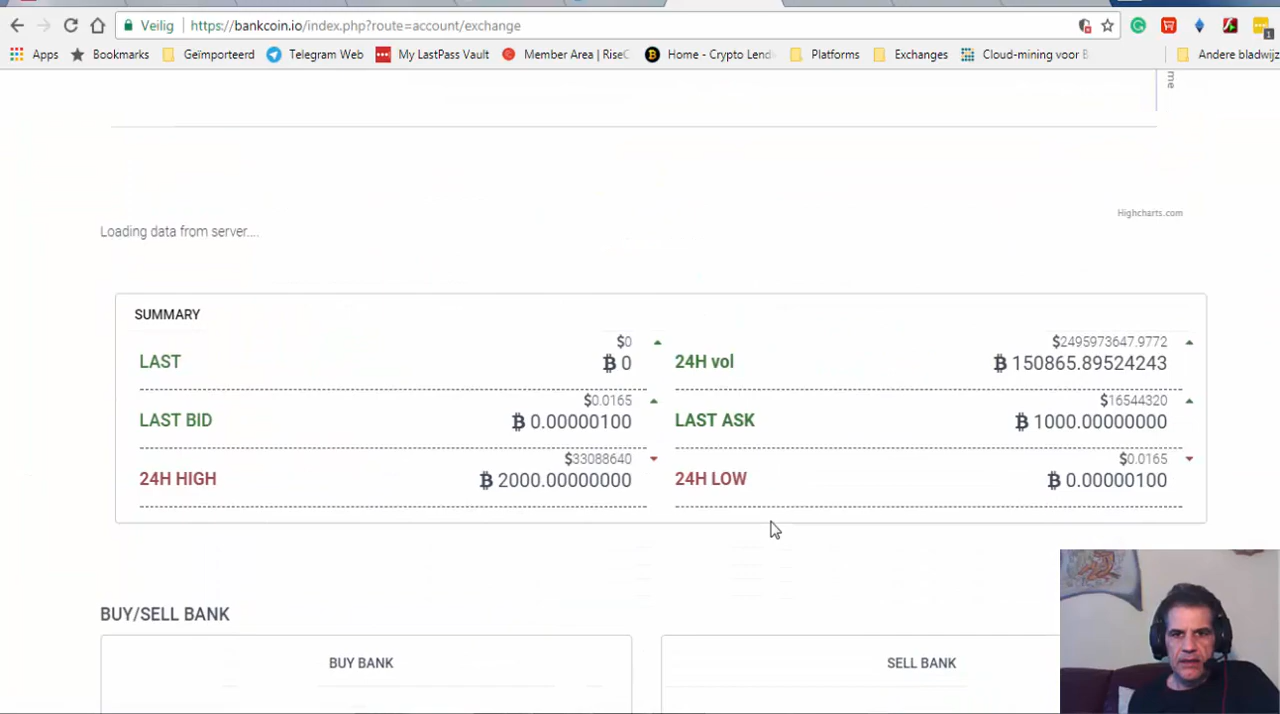 Veilig https://bankcoin.io/index.php?route=account/exchange
Apps Bookmarks Geïmporteerd Telegram Web My LastPass Vault Member Area | RiseC Home - Crypto Lend Platforms Exchanges Cloud-mining voor B Andere bladwijz
1
me
Highcharts.com
Loading data from server....
SUMMARY
$0
LAST ₿ 0
$2495973647.9772
24H vol ₿ 150865.89524243
$0.0165
LAST BID ₿ 0.00000100
$16544320
LAST ASK ₿ 1000.00000000
$33088640
24H HIGH ₿ 2000.00000000
$0.0165
24H LOW ₿ 0.00000100
BUY/SELL BANK
BUY BANK
SELL BANK